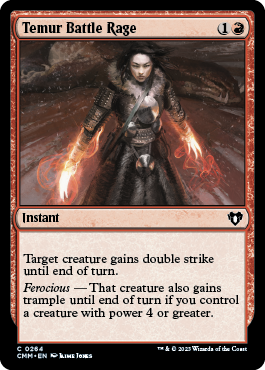 Temur Battle Rage 1
Instant
Target creature gains double strike
until end of turn.
Ferocious — That creature also gains
trample until end of turn if you control
a creature with power 4 or greater.
C 0264
™ & © 2023 Wizards of the Coast
CMM • EN